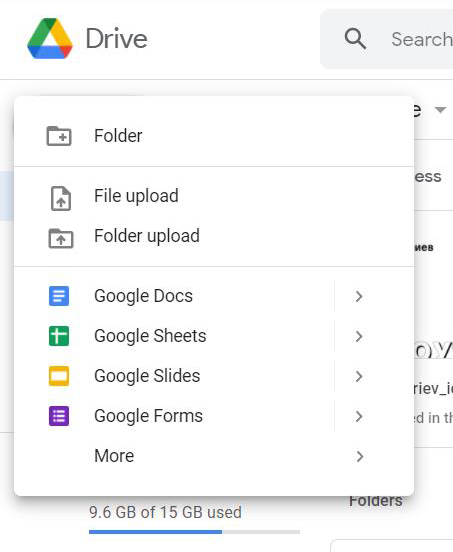 Drive
Search
Folder
File upload
Folder upload
Google Docs
Google Sheets
Google Slides
Google Forms
More
9.6 GB of 15 GB used
Folders